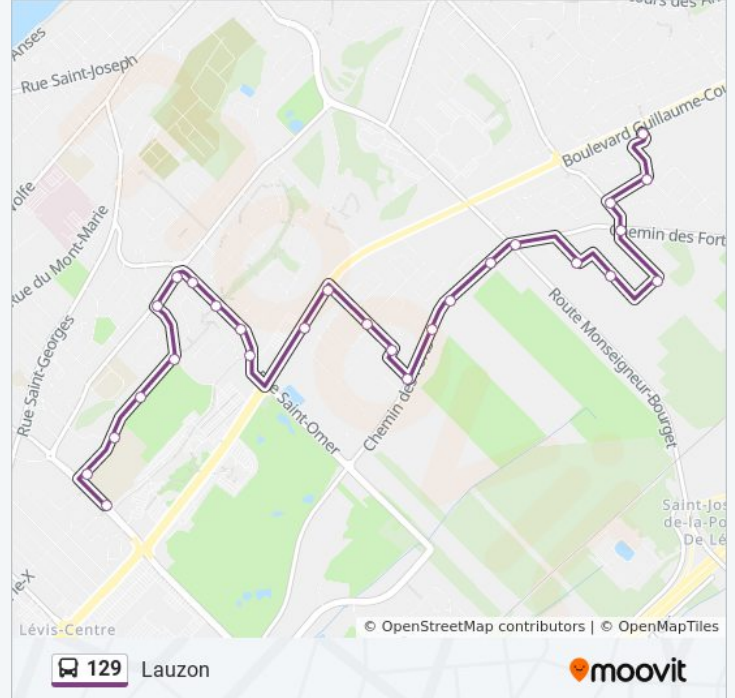 Anses
Rue Saint-Joseph
Boulevard Guillaume-Cou
Rue du Mont-Marie
Chemin des Fort
Rue Saint-Georges
Route Monseigneur-Bourget
Saint-Omer
Chemin de
Saint-Jos
de-la-Po
De Lé
Lévis-Centre
© OpenStreetMap contributors | © OpenMapTiles
129 Lauzon
moovit